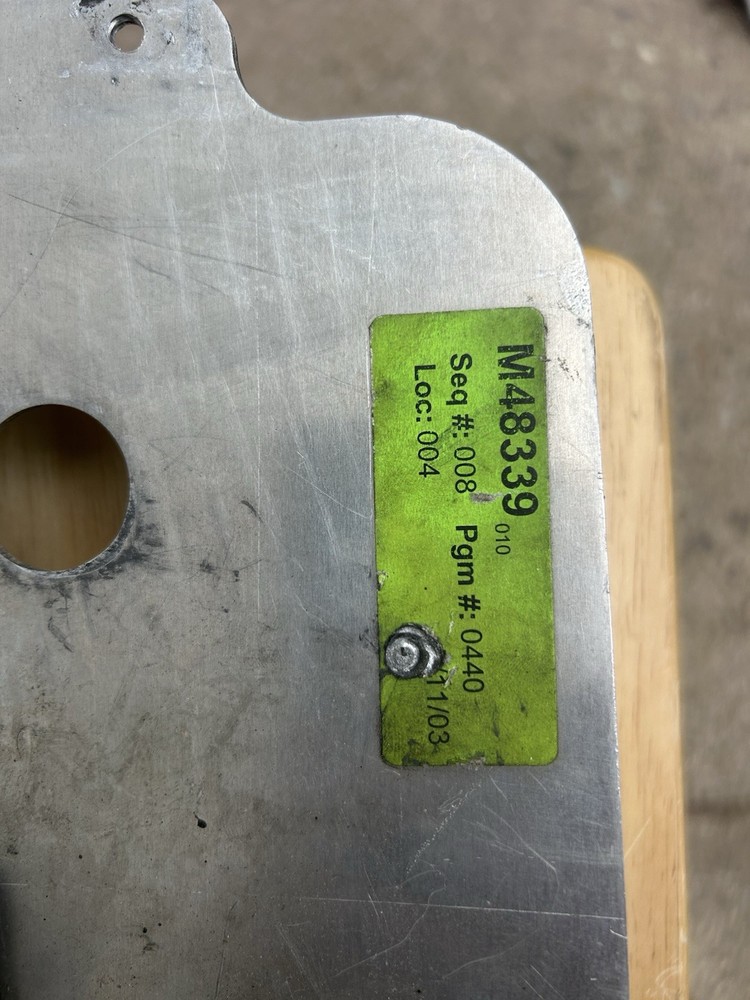 M48339 010
Seq #: 008 Pgm #: 0440
Loc: 004 /11/03